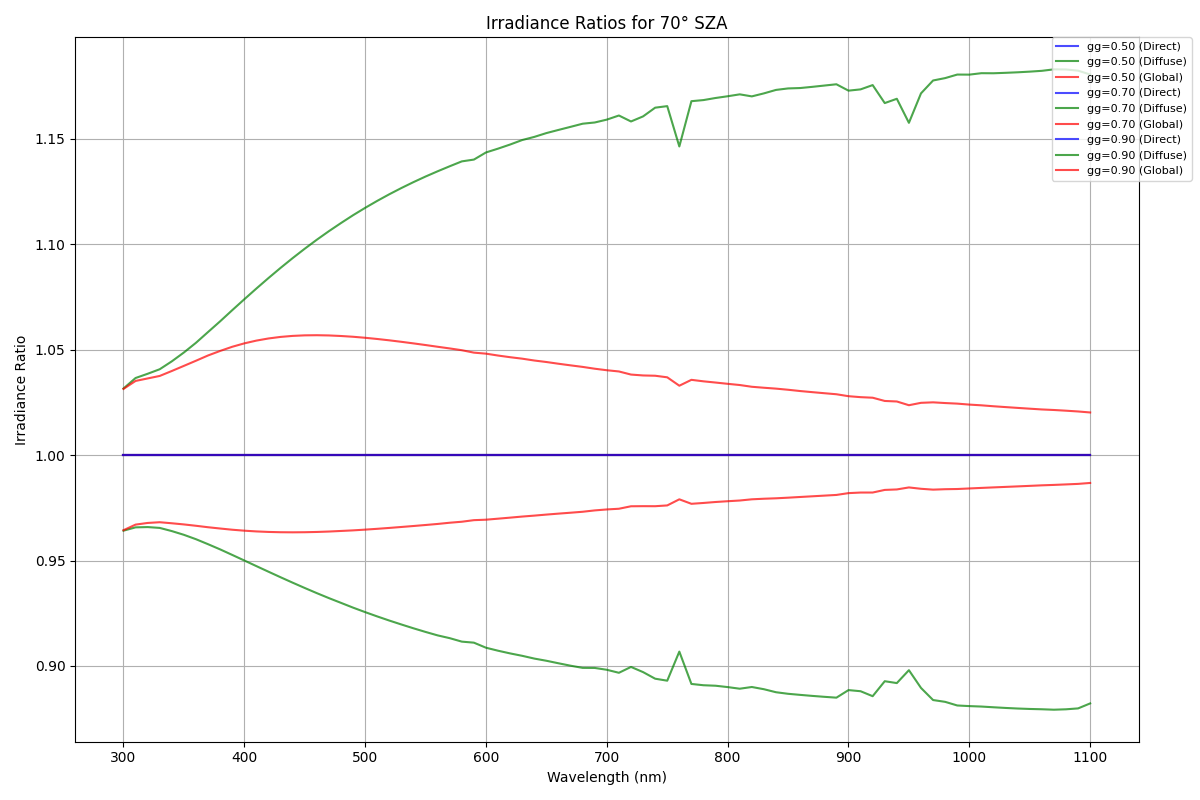 Irradiance Ratios for 70° SZA
gg=0.50 (Direct)
gg=0.50 (Diffuse)
gg=0.50 (Global)
gg=0.70 (Direct)
gg=0.70 (Diffuse)
gg=0.70 (Global)
gg=0.90 (Direct)
gg=0.90 (Diffuse)
gg=0.90 (Global)
Irradiance Ratio
1.15
1.10
1.05
1.00
0.95
0.90
300 400 500 600 700 800 900 1000 1100
Wavelength (nm)